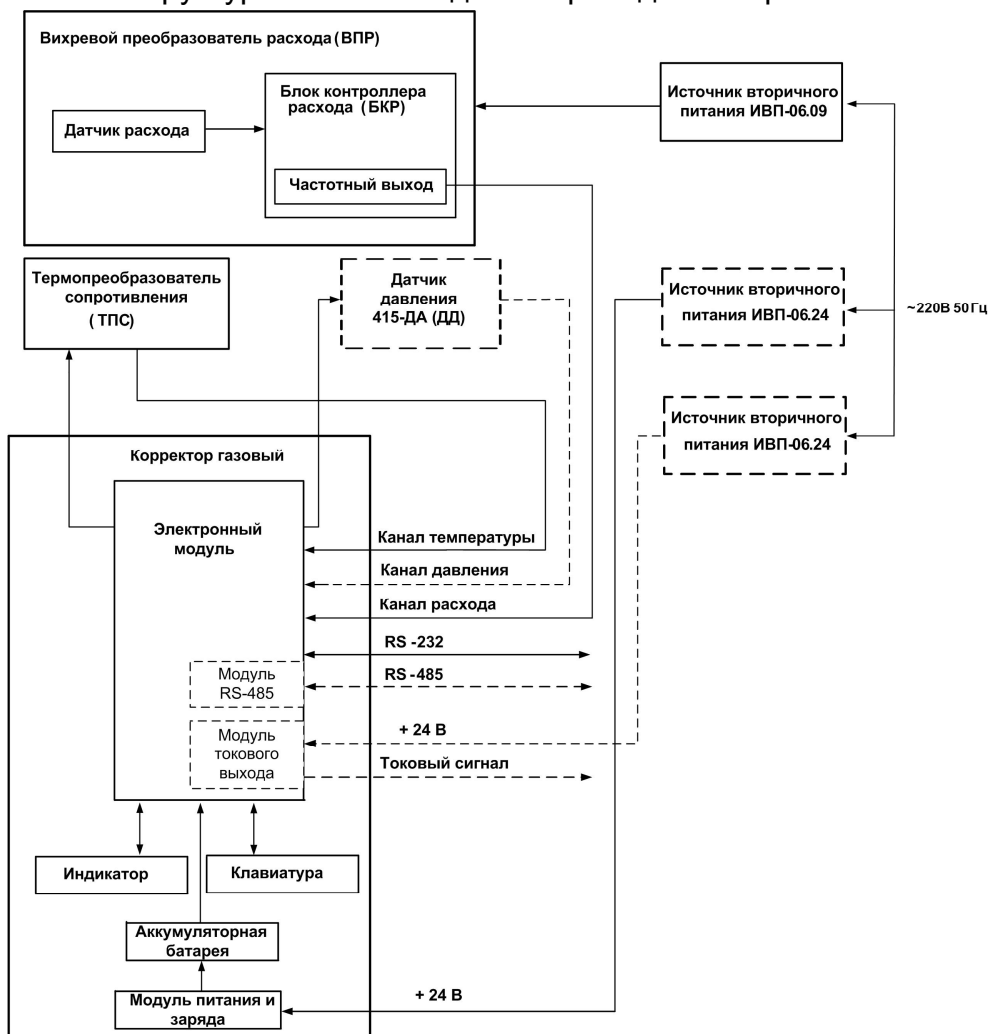 Вихревой преобразователь расхода (ВПР)
Датчик расхода
Блок контроллера
расхода (БКР)
Частотный выход
Источник вторичного
питания ИВП-06.09
Термопреобразователь
сопротивления
( ТПС)
Датчик
давления
415-ДА (ДД)
Источник вторичного
питания ИВП-06.24
~220В 50 Гц
Источник вторичного
питания ИВП-06.24
Корректор газовый
Электронный
модуль
Канал температуры
Канал давления
Канал расхода
RS -232
RS -485
Модуль
RS-485
+ 24 В
Модуль
токового
выхода
Токовый сигнал
Индикатор
Клавиатура
Аккумуляторная
батарея
Модуль питания и
заряда
+ 24 В